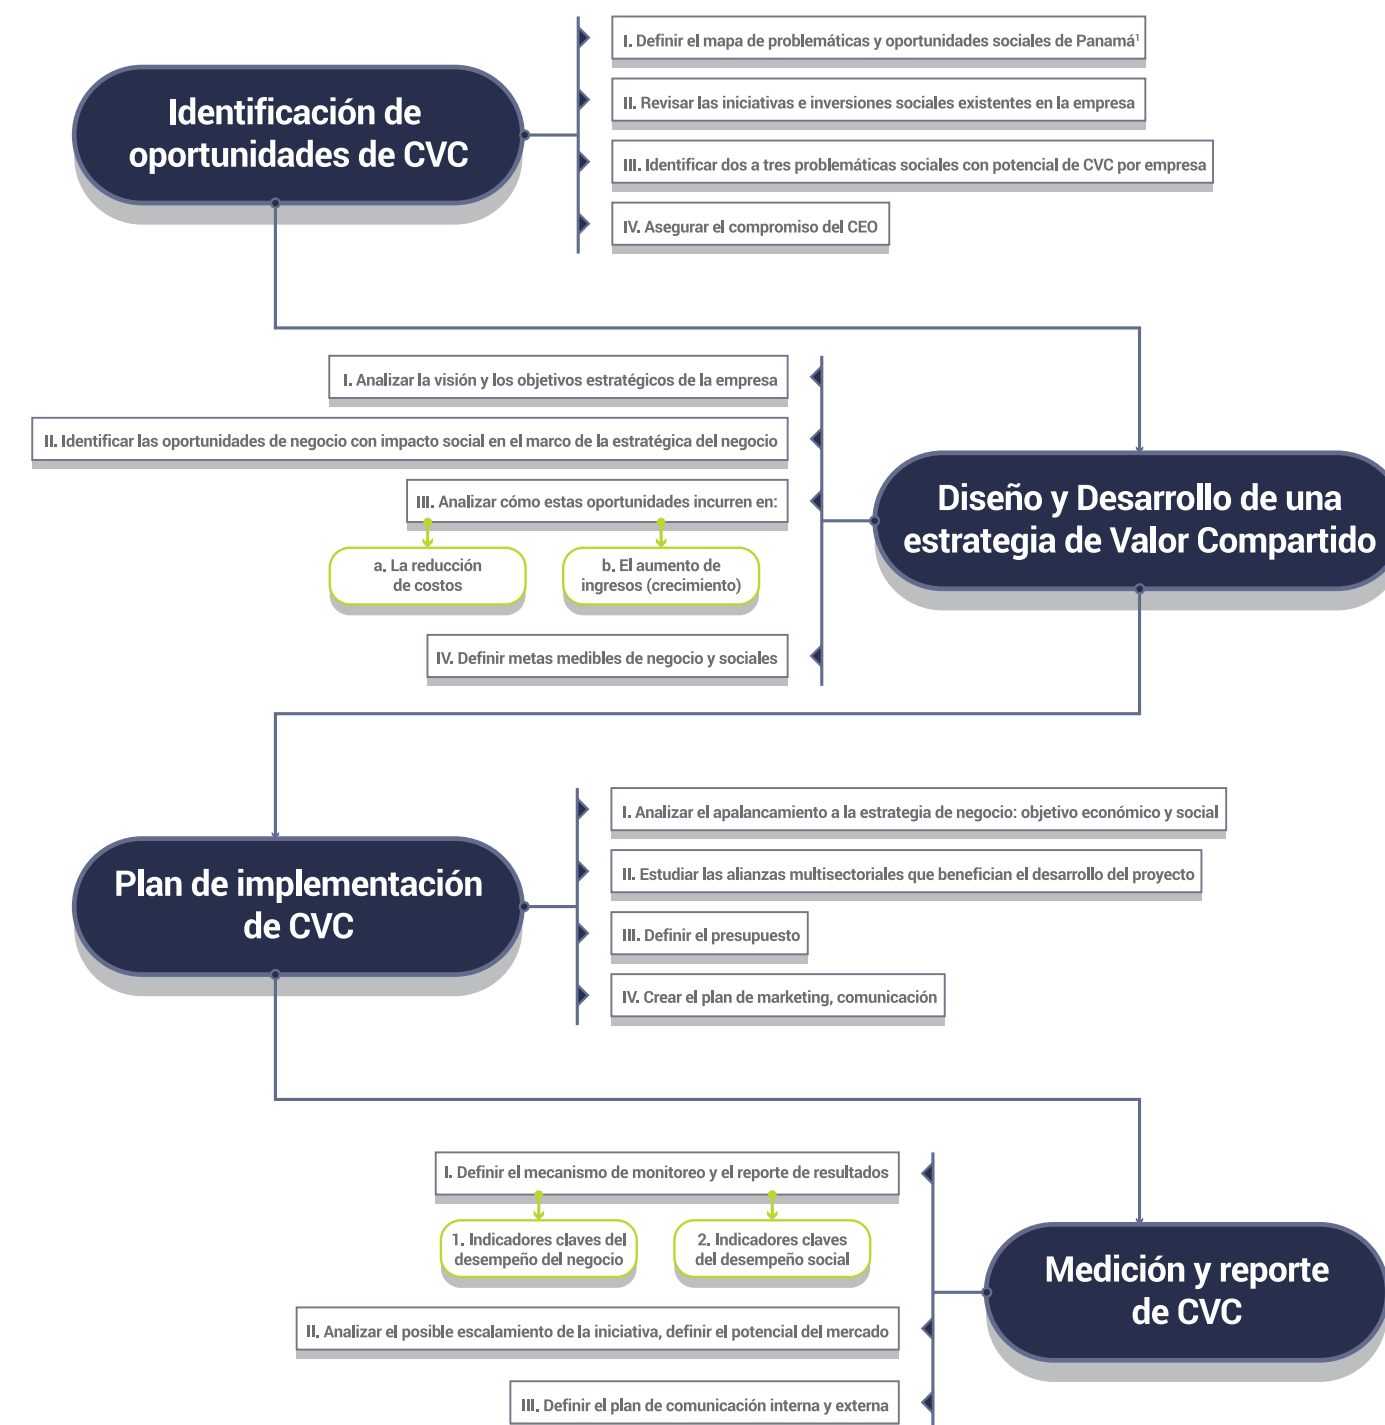 Identificación de
oportunidades de CVC
I. Definir el mapa de problemáticas y oportunidades sociales de Panamá¹
II. Revisar las iniciativas e inversiones sociales existentes en la empresa
III. Identificar dos a tres problemáticas sociales con potencial de CVC por empresa
IV. Asegurar el compromiso del CEO
Diseño y Desarrollo de una
estrategia de Valor Compartido
I. Analizar la visión y los objetivos estratégicos de la empresa
II. Identificar las oportunidades de negocio con impacto social en el marco de la estratégica del negocio
III. Analizar cómo estas oportunidades incurren en:
a. La reducción
de costos
b. El aumento de
ingresos (crecimiento)
IV. Definir metas medibles de negocio y sociales
Plan de implementación
de CVC
I. Analizar el apalancamiento a la estrategia de negocio: objetivo económico y social
II. Estudiar las alianzas multisectoriales que benefician el desarrollo del proyecto
III. Definir el presupuesto
IV. Crear el plan de marketing, comunicación
Medición y reporte
de CVC
I. Definir el mecanismo de monitoreo y el reporte de resultados
1. Indicadores claves del
desempeño del negocio
2. Indicadores claves
del desempeño social
II. Analizar el posible escalamiento de la iniciativa, definir el potencial del mercado
III. Definir el plan de comunicación interna y externa